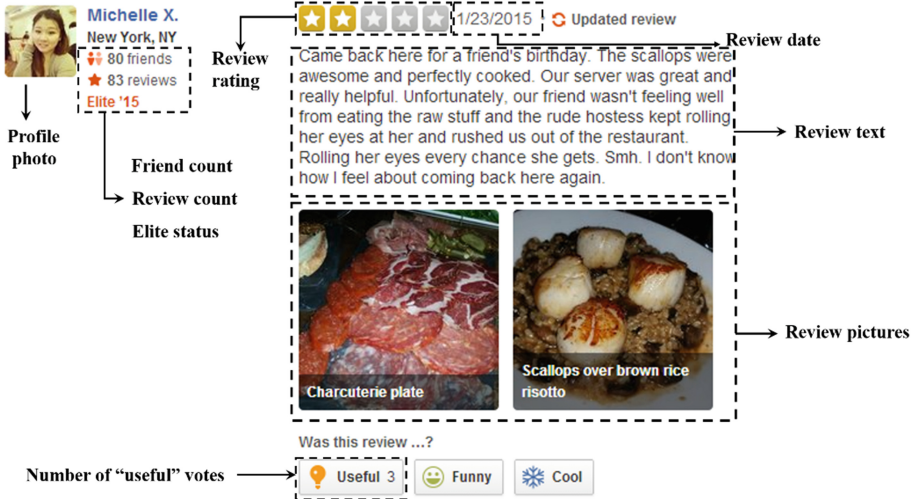 Michelle X.
New York, NY
80 friends
83 reviews
Elite '15
Profile
photo
Friend count
Review count
Elite status
Review
rating
1/23/2015
Updated review
Review date
Came back here for a friend's birthday. The scallops were
awesome and perfectly cooked. Our server was great and
really helpful. Unfortunately, our friend wasn't feeling well
from eating the raw stuff and the rude hostess kept rolling
her eyes at her and rushed us out of the restaurant.
Rolling her eyes every chance she gets. Smh. I don't know
how I feel about coming back here again.
Review text
Charcuterie plate
Scallops over brown rice
risotto
Review pictures
Was this review ...?
Number of “useful” votes
Useful 3
Funny
Cool